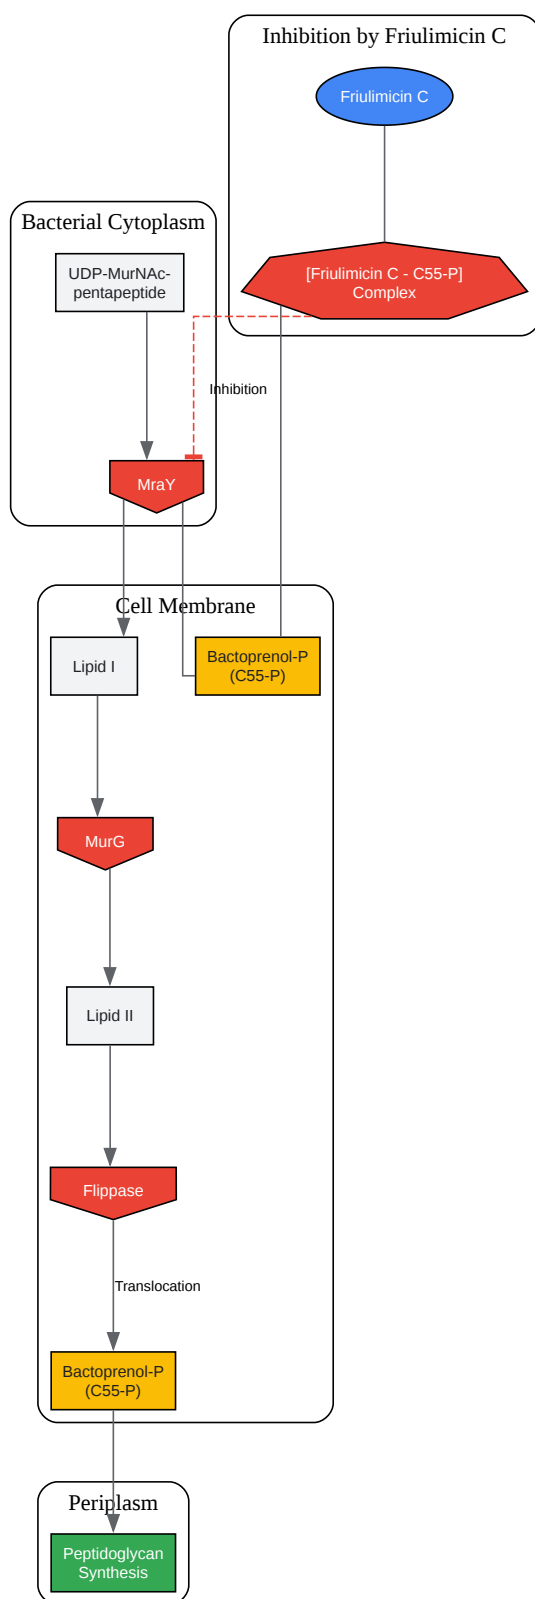 Inhibition by Friulimicin C
Friulimicin C
Bacterial Cytoplasm
UDP-MurNAc-
pentapeptide
[Friulimicin C - C55-P]
Complex
Inhibition
MraY
Cell Membrane
Lipid I
Bactoprenol-P
(C55-P)
MurG
Lipid II
Flippase
Translocation
Bactoprenol-P
(C55-P)
Periplasm
Peptidoglycan
Synthesis